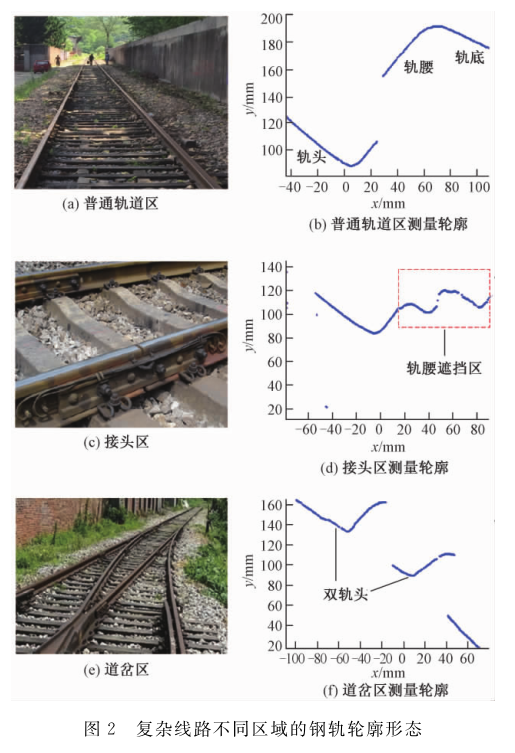 y/mm
200
180
160
140
120
100
轨腰
轨底
轨头
-40 -20 0 20 40 60 80 100
x/mm
(a) 普通轨道区
(b) 普通轨道区测量轮廓
y/mm
140
120
100
80
60
40
20
轨腰遮挡区
-60 -40 -20 0 20 40 60 80
x/mm
(c) 接头区
(d) 接头区测量轮廓
y/mm
160
140
120
100
80
60
40
20
双轨头
-100 -60 -20 0 20 60
x/mm
(e) 道岔区
(f) 道岔区测量轮廓
图 2 复杂线路不同区域的钢轨轮廓形态